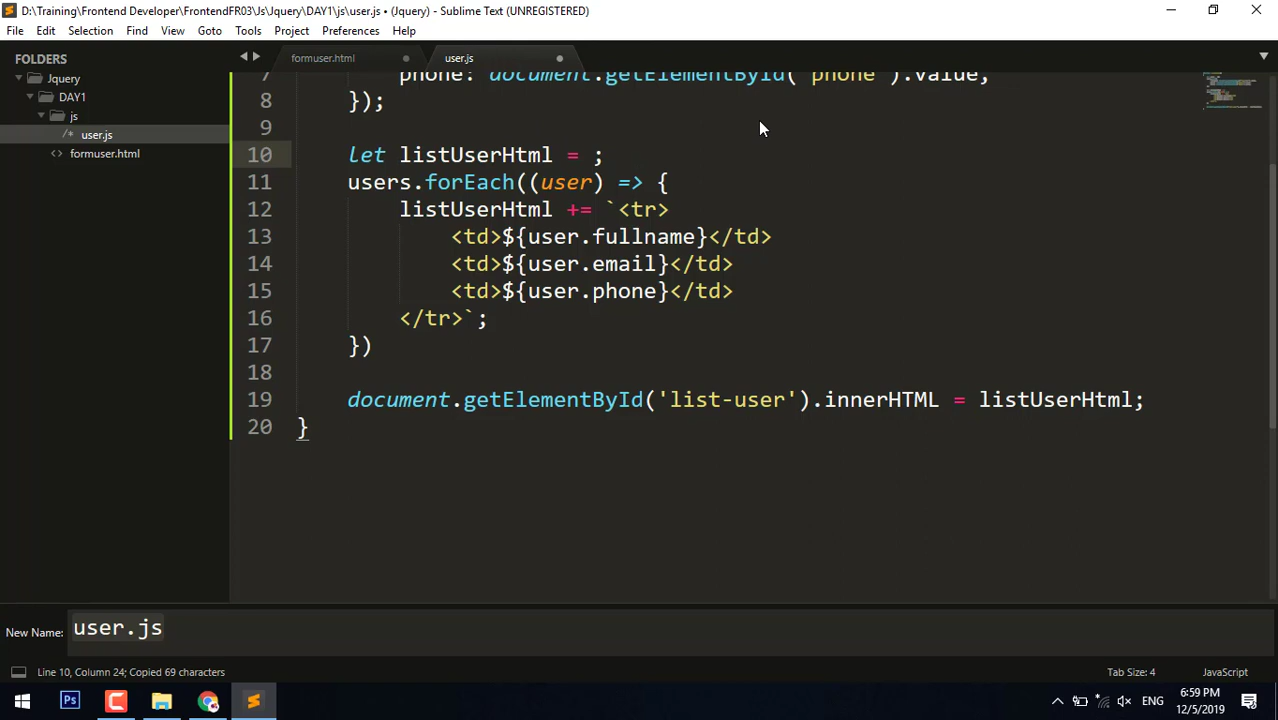 D:\Training\Frontend Developer\FrontendFR03\Js\Jquery\DAY1\js\user.js • (Jquery) - Sublime Text (UNREGISTERED)
File Edit Selection Find View Goto Tools Project Preferences Help
FOLDERS
Jquery
DAY1
js
/* user.js
<> formuser.html
formuser.html
user.js
7 phone: document.getElementById('phone').value,
8 });
9
10 let listUserHtml = ;
11 users.forEach((user) => {
12 listUserHtml += `<tr>
13 <td>${user.fullname}</td>
14 <td>${user.email}</td>
15 <td>${user.phone}</td>
16 </tr>`;
17 })
18
19 document.getElementById('list-user').innerHTML = listUserHtml;
20 }
New Name: user.js
Line 10, Column 24; Copied 69 characters
Tab Size: 4
JavaScript
Ps
ENG
6:59 PM
12/5/2019